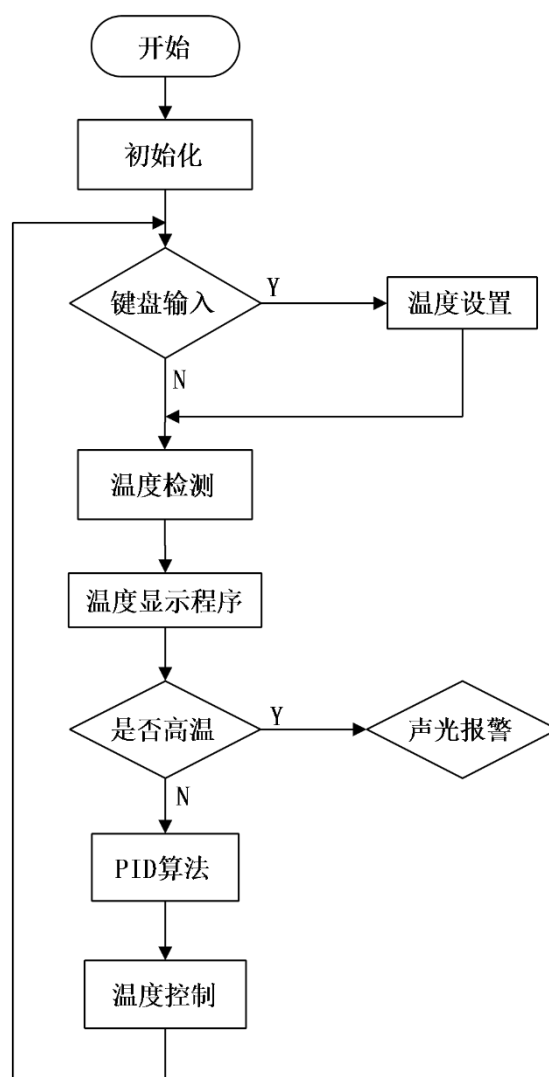 开始
初始化
键盘输入
Y
温度设置
N
温度检测
温度显示程序
是否高温
Y
声光报警
N
PID算法
温度控制